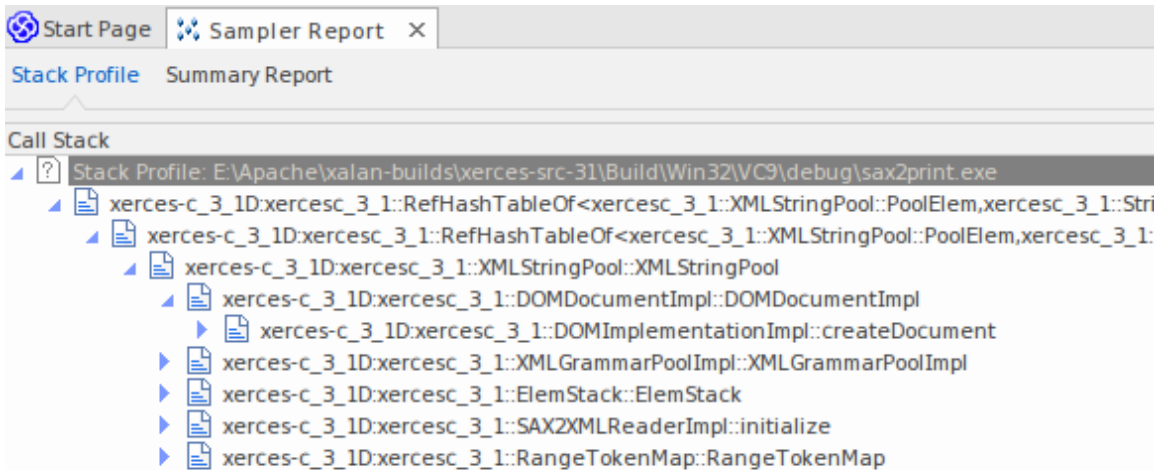 Start Page Sampler Report ×
Stack Profile Summary Report
Call Stack
Stack Profile: E:\Apache\xalan-builds\xerces-src-31\Build\Win32\VC9\debug\sax2print.exe
xerces-c_3_1D:xercesc_3_1::RefHashTableOf<xercesc_3_1::XMLStringPool::PoolElem,xercesc_3_1::Stri
xerces-c_3_1D:xercesc_3_1::RefHashTableOf<xercesc_3_1::XMLStringPool::PoolElem,xercesc_3_1:
xerces-c_3_1D:xercesc_3_1::XMLStringPool::XMLStringPool
xerces-c_3_1D:xercesc_3_1::DOMDocumentImpl::DOMDocumentImpl
xerces-c_3_1D:xercesc_3_1::DOMImplementationImpl::createDocument
xerces-c_3_1D:xercesc_3_1::XMLGrammarPoolImpl::XMLGrammarPoolImpl
xerces-c_3_1D:xercesc_3_1::ElemStack::ElemStack
xerces-c_3_1D:xercesc_3_1::SAX2XMLReaderImpl::initialize
xerces-c_3_1D:xercesc_3_1::RangeTokenMap::RangeTokenMap